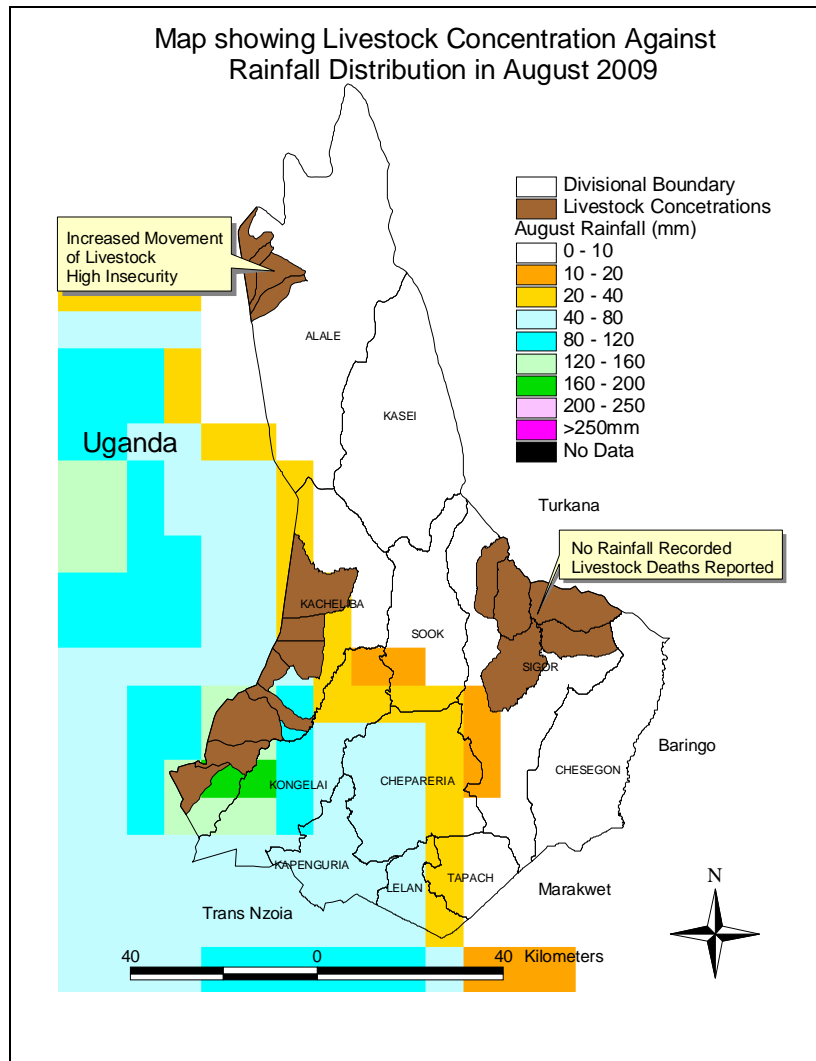 Map showing Livestock Concentration Against
Rainfall Distribution in August 2009
Divisional Boundary
Livestock Concetrations
August Rainfall (mm)
0 - 10
10 - 20
20 - 40
40 - 80
80 - 120
120 - 160
160 - 200
200 - 250
>250mm
No Data
Increased Movement
of Livestock
High Insecurity
ALALE
KASEI
Uganda
Turkana
No Rainfall Recorded
Livestock Deaths Reported
KACHELIBA
SOOK
SIGOR
Baringo
CHESEGON
KONGELAI
CHEPARERIA
KAPENGURIA
LELAN
TAPACH
Marakwet
Trans Nzoia
N
40 0 40 Kilometers